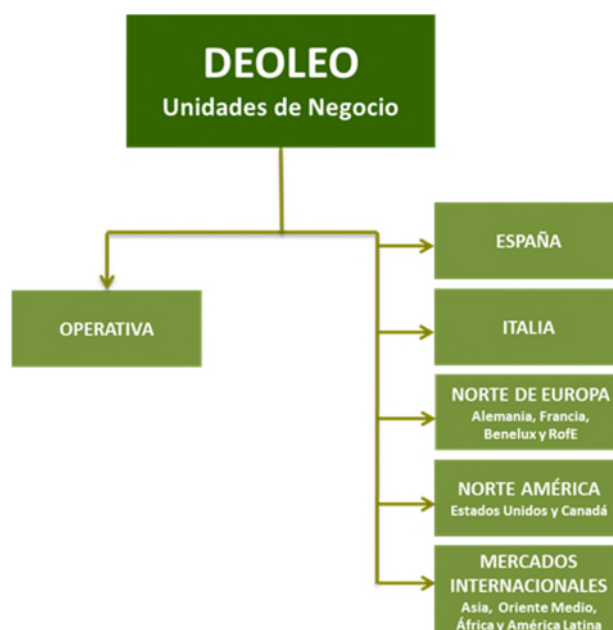 DEOLEO
Unidades de Negocio
OPERATIVA
ESPAÑA
ITALIA
NORTE DE EUROPA
Alemania, Francia,
Benelux y RofE
NORTE AMÉRICA
Estados Unidos y Canadá
MERCADOS
INTERNACIONALES
Asia, Oriente Medio,
África y América Latina